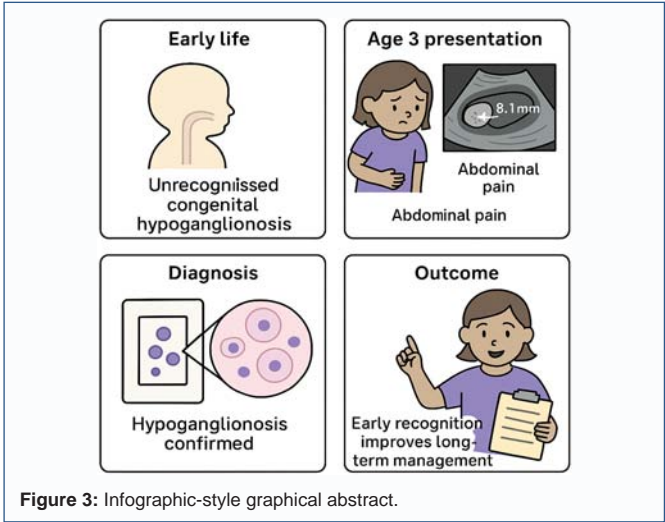 Early life
Unrecogniissed
congenital
hypoganglionosis
Age 3 presentation
8.1mm
Abdominal
pain
Abdominal pain
Diagnosis
Hypoganglionosis
confirmed
Outcome
Early recognition
improves long-
term management
Figure 3: Infographic-style graphical abstract.